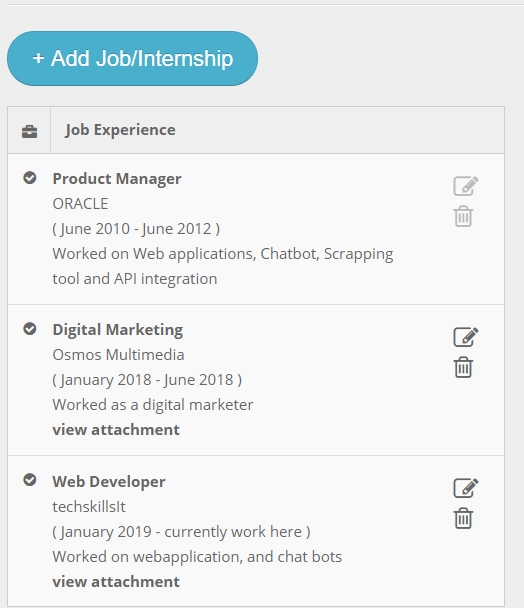 + Add Job/Internship
Job Experience
Product Manager
ORACLE
( June 2010 - June 2012 )
Worked on Web applications, Chatbot, Scrapping
tool and API integration
Digital Marketing
Osmos Multimedia
( January 2018 - June 2018 )
Worked as a digital marketer
view attachment
Web Developer
techskillsIt
( January 2019 - currently work here )
Worked on webapplication, and chat bots
view attachment